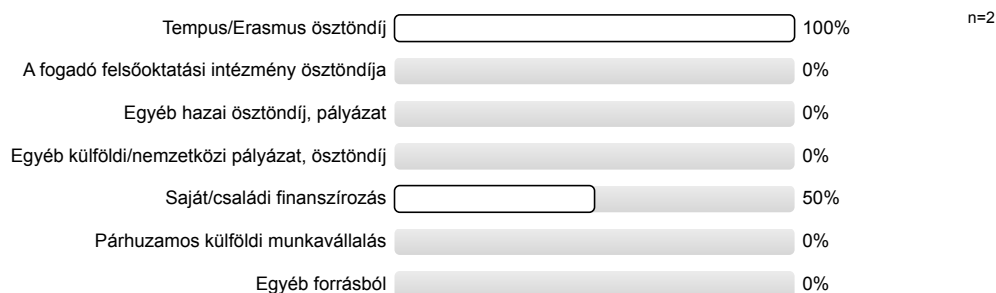 Tempus/Erasmus ösztöndíj 100% n=2
A fogadó felsőoktatási intézmény ösztöndíja 0%
Egyéb hazai ösztöndíj, pályázat 0%
Egyéb külföldi/nemzetközi pályázat, ösztöndíj 0%
Saját/családi finanszírozás 50%
Párhuzamos külföldi munkavállalás 0%
Egyéb forrásból 0%